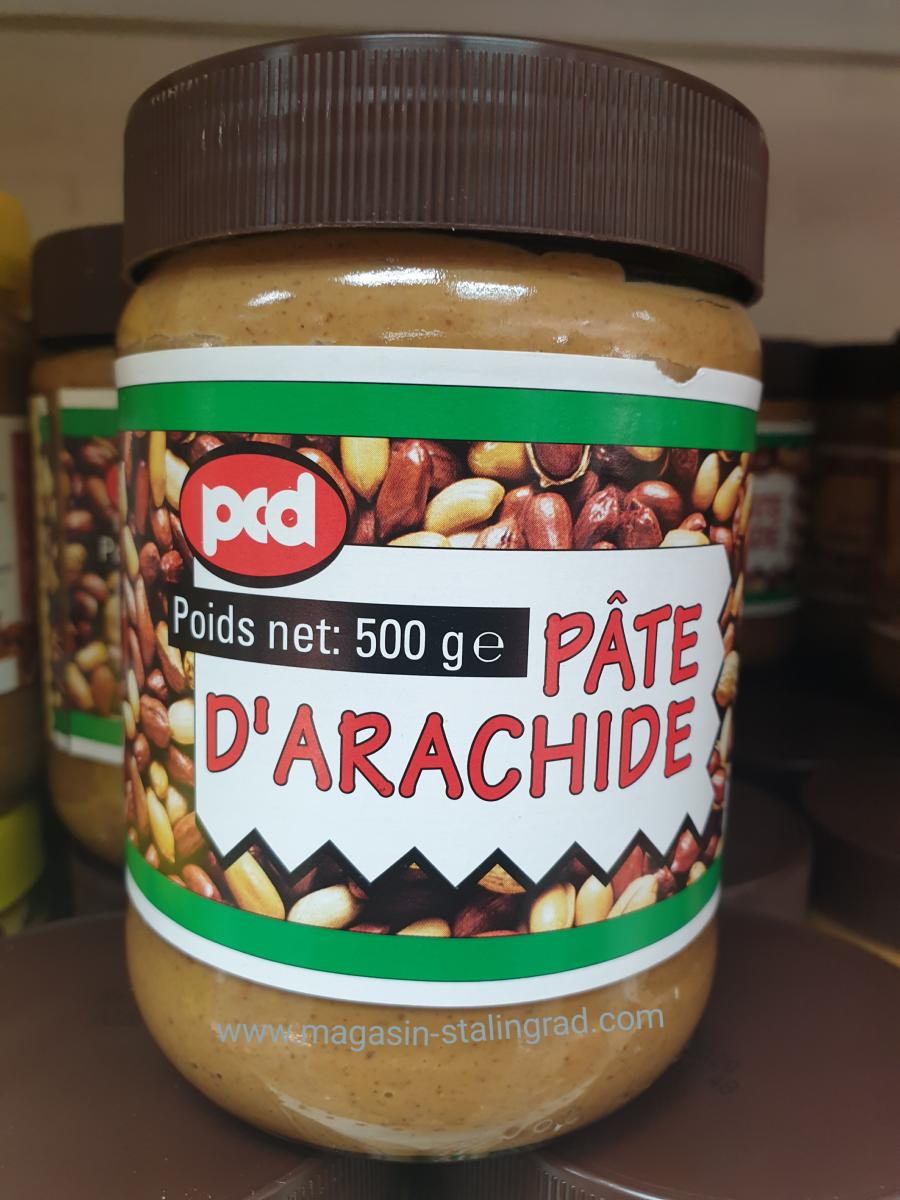 pcd
Poids net: 500 g ℮
PÂTE
D'ARACHIDE
www.magasin-stalingrad.com